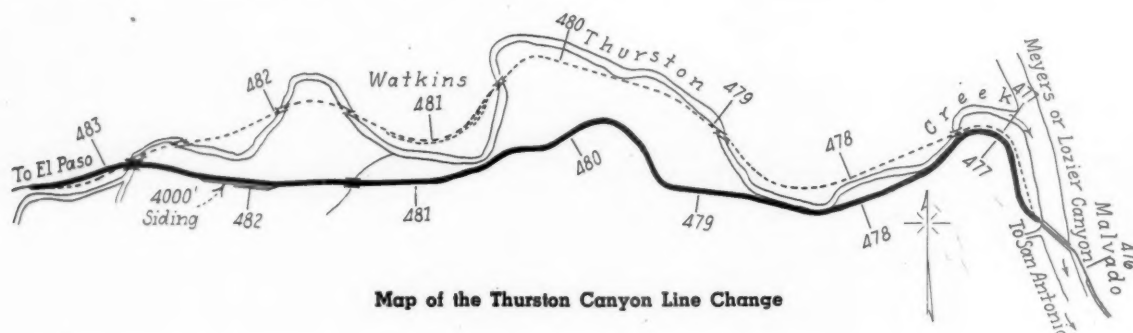 480
Thurston
482
Watkins
481
479
Meyers or Lozier Canyon
483
Creek
478
477
To El Paso
480
4000'
Siding
482
481
479
478
To San Antonio
Malvado
476
Map of the Thurston Canyon Line Change